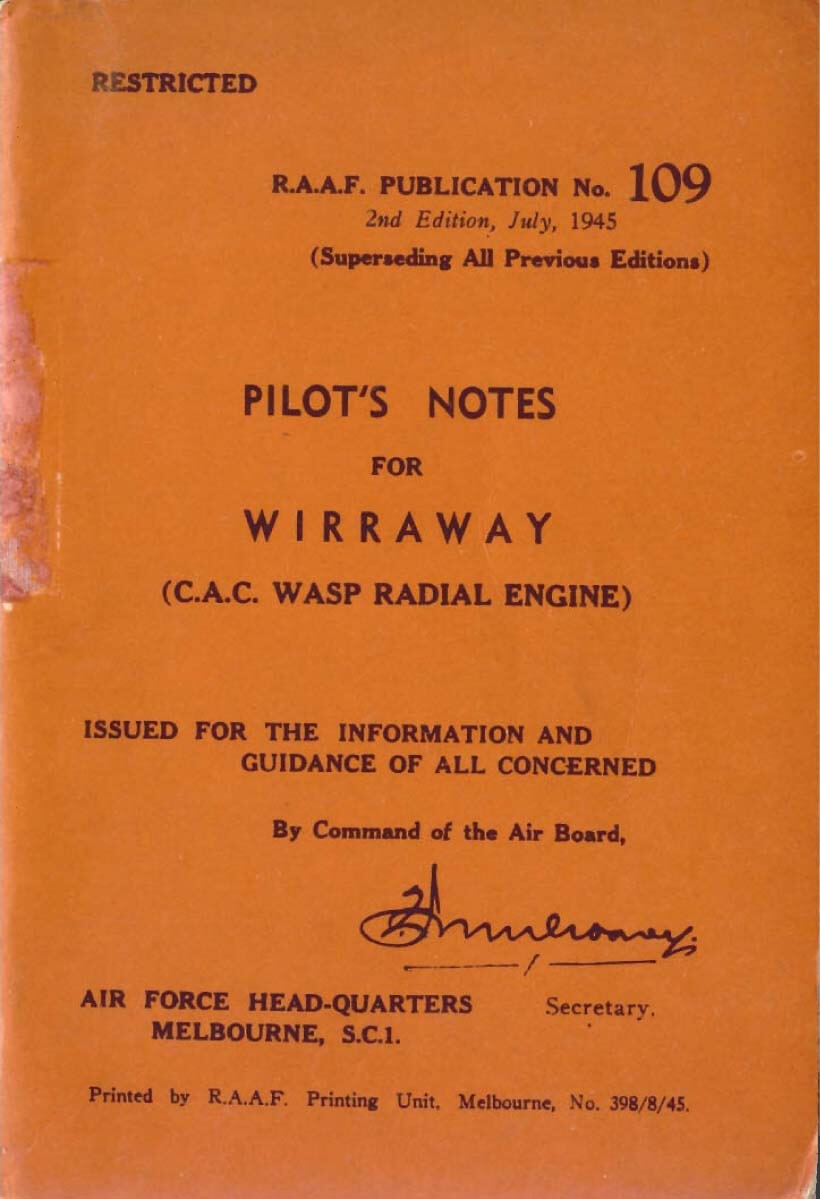 RESTRICTED
R.A.A.F. PUBLICATION No. 109
2nd Edition, July, 1945
(Superseding All Previous Editions)
PILOT'S NOTES
FOR
WIRRAWAY
(C.A.C. WASP RADIAL ENGINE)
ISSUED FOR THE INFORMATION AND
GUIDANCE OF ALL CONCERNED
By Command of the Air Board,
AIR FORCE HEAD-QUARTERS Secretary.
MELBOURNE, S.C.1.
Printed by R.A.A.F. Printing Unit, Melbourne, No. 398/8/45.